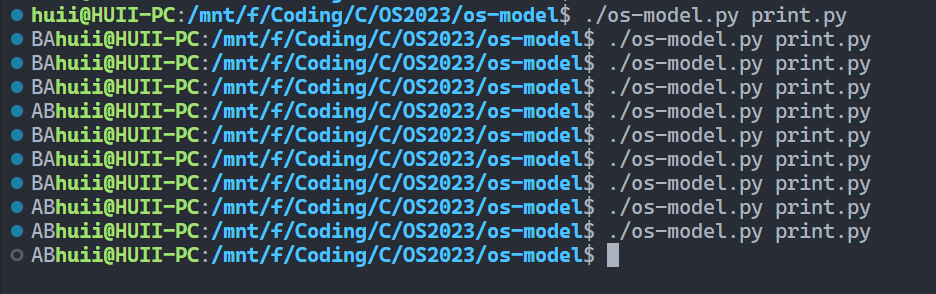 huii@HUII-PC:/mnt/f/Coding/C/OS2023/os-model$ ./os-model.py print.py
BAhuii@HUII-PC:/mnt/f/Coding/C/OS2023/os-model$ ./os-model.py print.py
BAhuii@HUII-PC:/mnt/f/Coding/C/OS2023/os-model$ ./os-model.py print.py
BAhuii@HUII-PC:/mnt/f/Coding/C/OS2023/os-model$ ./os-model.py print.py
ABhuii@HUII-PC:/mnt/f/Coding/C/OS2023/os-model$ ./os-model.py print.py
BAhuii@HUII-PC:/mnt/f/Coding/C/OS2023/os-model$ ./os-model.py print.py
BAhuii@HUII-PC:/mnt/f/Coding/C/OS2023/os-model$ ./os-model.py print.py
BAhuii@HUII-PC:/mnt/f/Coding/C/OS2023/os-model$ ./os-model.py print.py
ABhuii@HUII-PC:/mnt/f/Coding/C/OS2023/os-model$ ./os-model.py print.py
ABhuii@HUII-PC:/mnt/f/Coding/C/OS2023/os-model$ ./os-model.py print.py
ABhuii@HUII-PC:/mnt/f/Coding/C/OS2023/os-model$